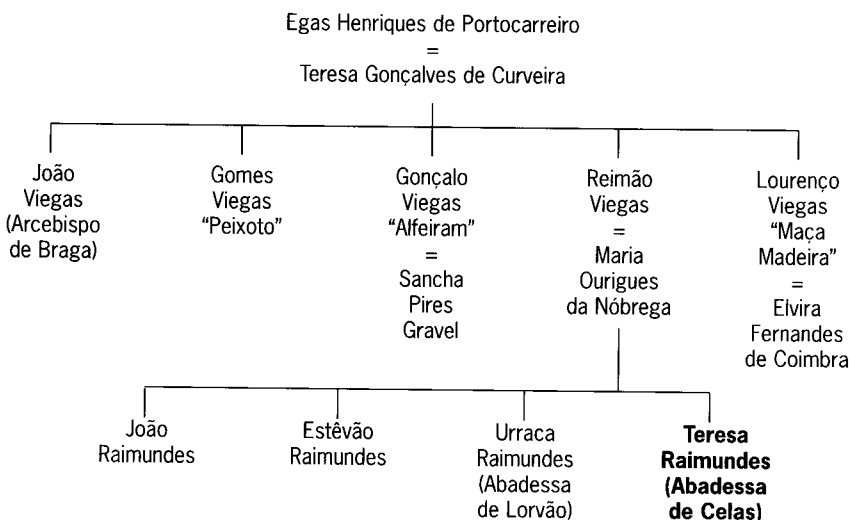 Egas Henriques de Portocarreiro
=
Teresa Gonçalves de Curveira
João
Viegas
(Arcebispo
de Braga)
Gomes
Viegas
“Peixoto”
Gonçalo
Viegas
“Alfeiram”
=
Sancha
Pires
Gravel
Reimão
Viegas
=
Maria
Ourigues
da Nóbrega
Lourenço
Viegas
“Maça
Madeira”
=
Elvira
Fernandes
de Coimbra
João
Raimundes
Estêvão
Raimundes
Urraca
Raimundes
(Abadessa
de Lorvão)
Teresa
Raimundes
(Abadessa
de Celas)